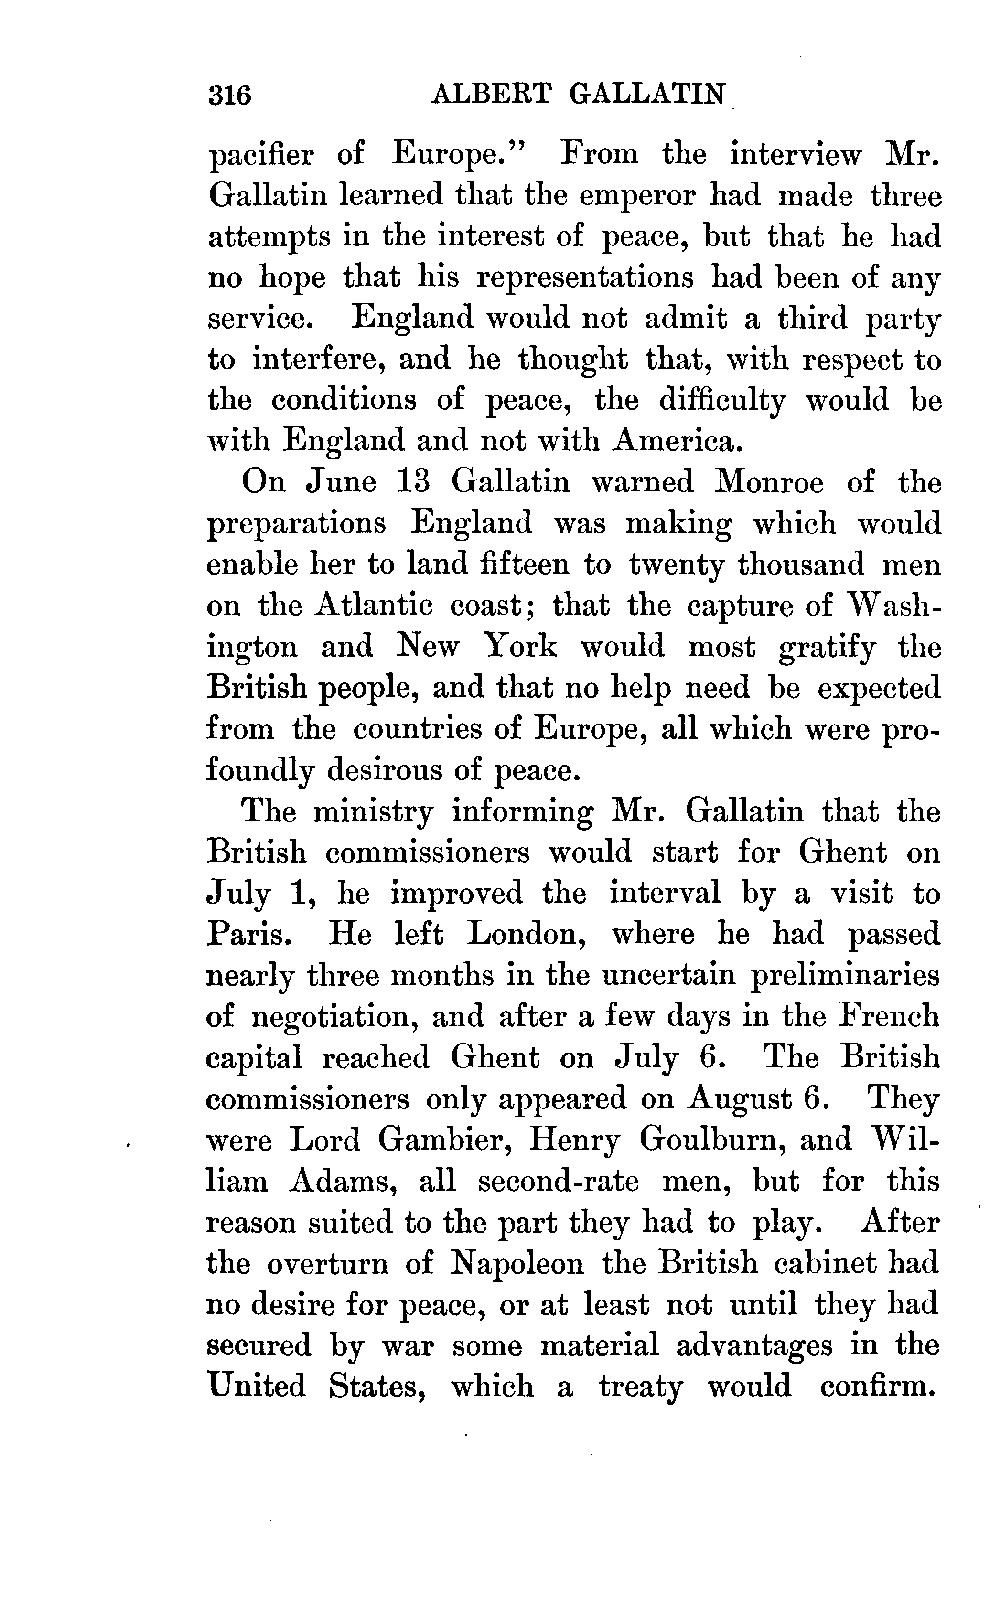 316 ALBERT GALLATIN
pacifier of Europe." From the interview Mr.
Gallatin learned that the emperor had made three
attempts in the interest of peace, but that he had
no hope that his representations had been of any
service. England would not admit a third party
to interfere, and he thought that, with respect to
the conditions of peace, the difficulty would be
with England and not with America.
On June 13 Gallatin warned Monroe of the
preparations England was making which would
enable her to land fifteen to twenty thousand men
on the Atlantic coast; that the capture of Wash-
ington and New York would most gratify the
British people, and that no help need be expected
from the countries of Europe, all which were pro-
foundly desirous of peace.
The ministry informing Mr. Gallatin that the
British commissioners would start for Ghent on
July 1, he improved the interval by a visit to
Paris. He left London, where he had passed
nearly three months in the uncertain preliminaries
of negotiation, and after a few days in the French
capital reached Ghent on July 6. The British
commissioners only appeared on August 6. They
were Lord Gambier, Henry Goulburn, and Wil-
liam Adams, all second-rate men, but for this
reason suited to the part they had to play. After
the overturn of Napoleon the British cabinet had
no desire for peace, or at least not until they had
secured by war some material advantages in the
United States, which a treaty would confirm.